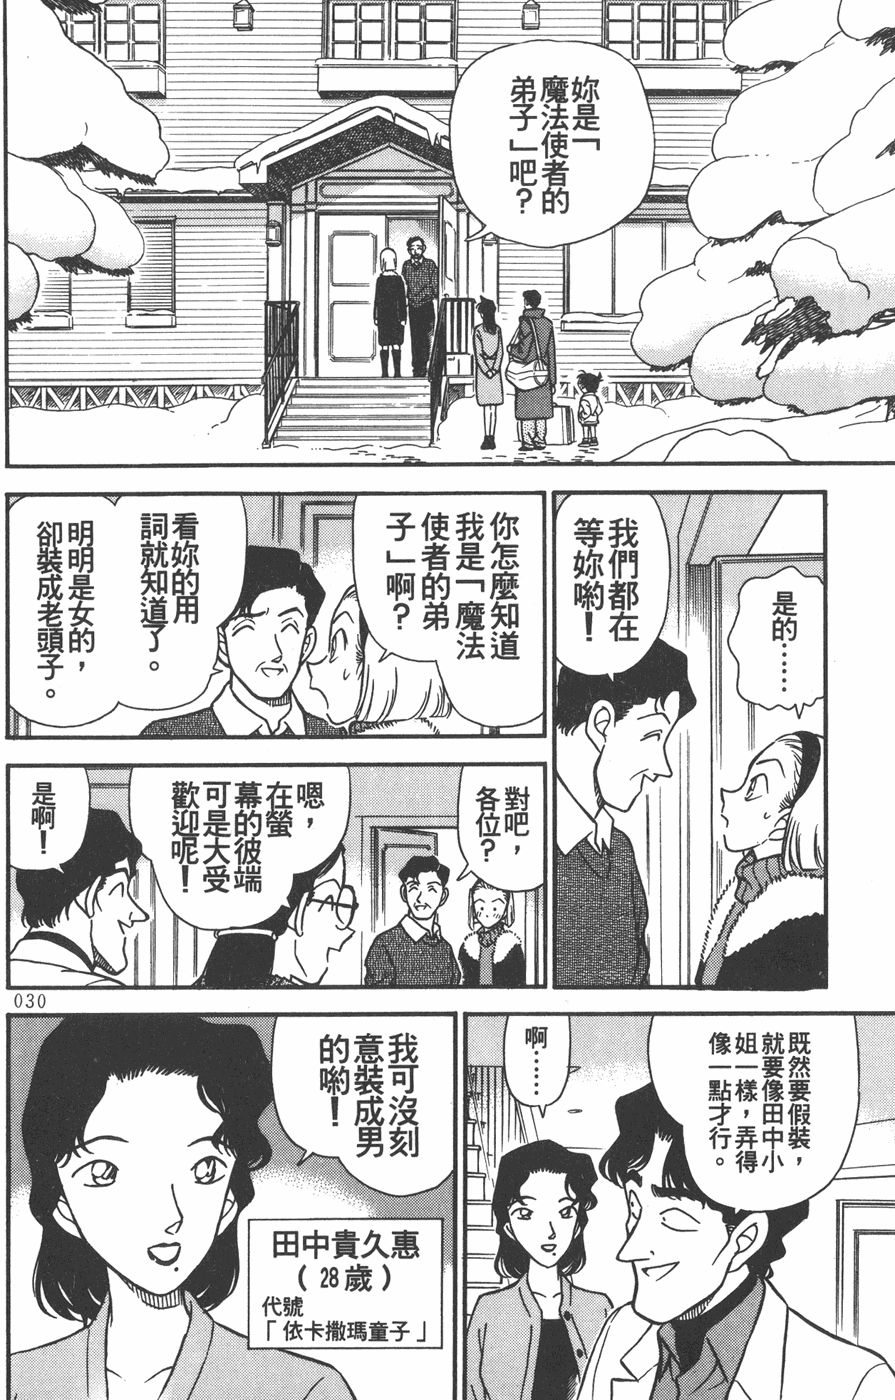 妳是「
魔法使者的
弟子」吧？
是的……
我們都在
等妳喲！
你怎麼知道
我是「魔法
使者的弟
子」啊？
看妳的用
詞就知道了。
明明是女的，
卻裝成老頭子。
對吧，
各位？
嗯，
在螢
幕的彼端
可是大受
歡迎呢！
是啊！
030
既然要假裝，
就要像田中小
姐一樣，弄得
像一點才行。
啊……
我可沒刻
意裝成男
的喲！
田中貴久惠
（28歲）
代號
「依卡撒瑪童子」